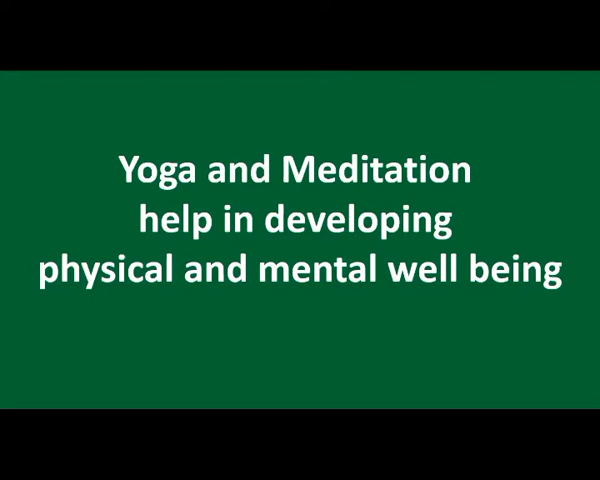 Yoga and Meditation
help in developing
physical and mental well being